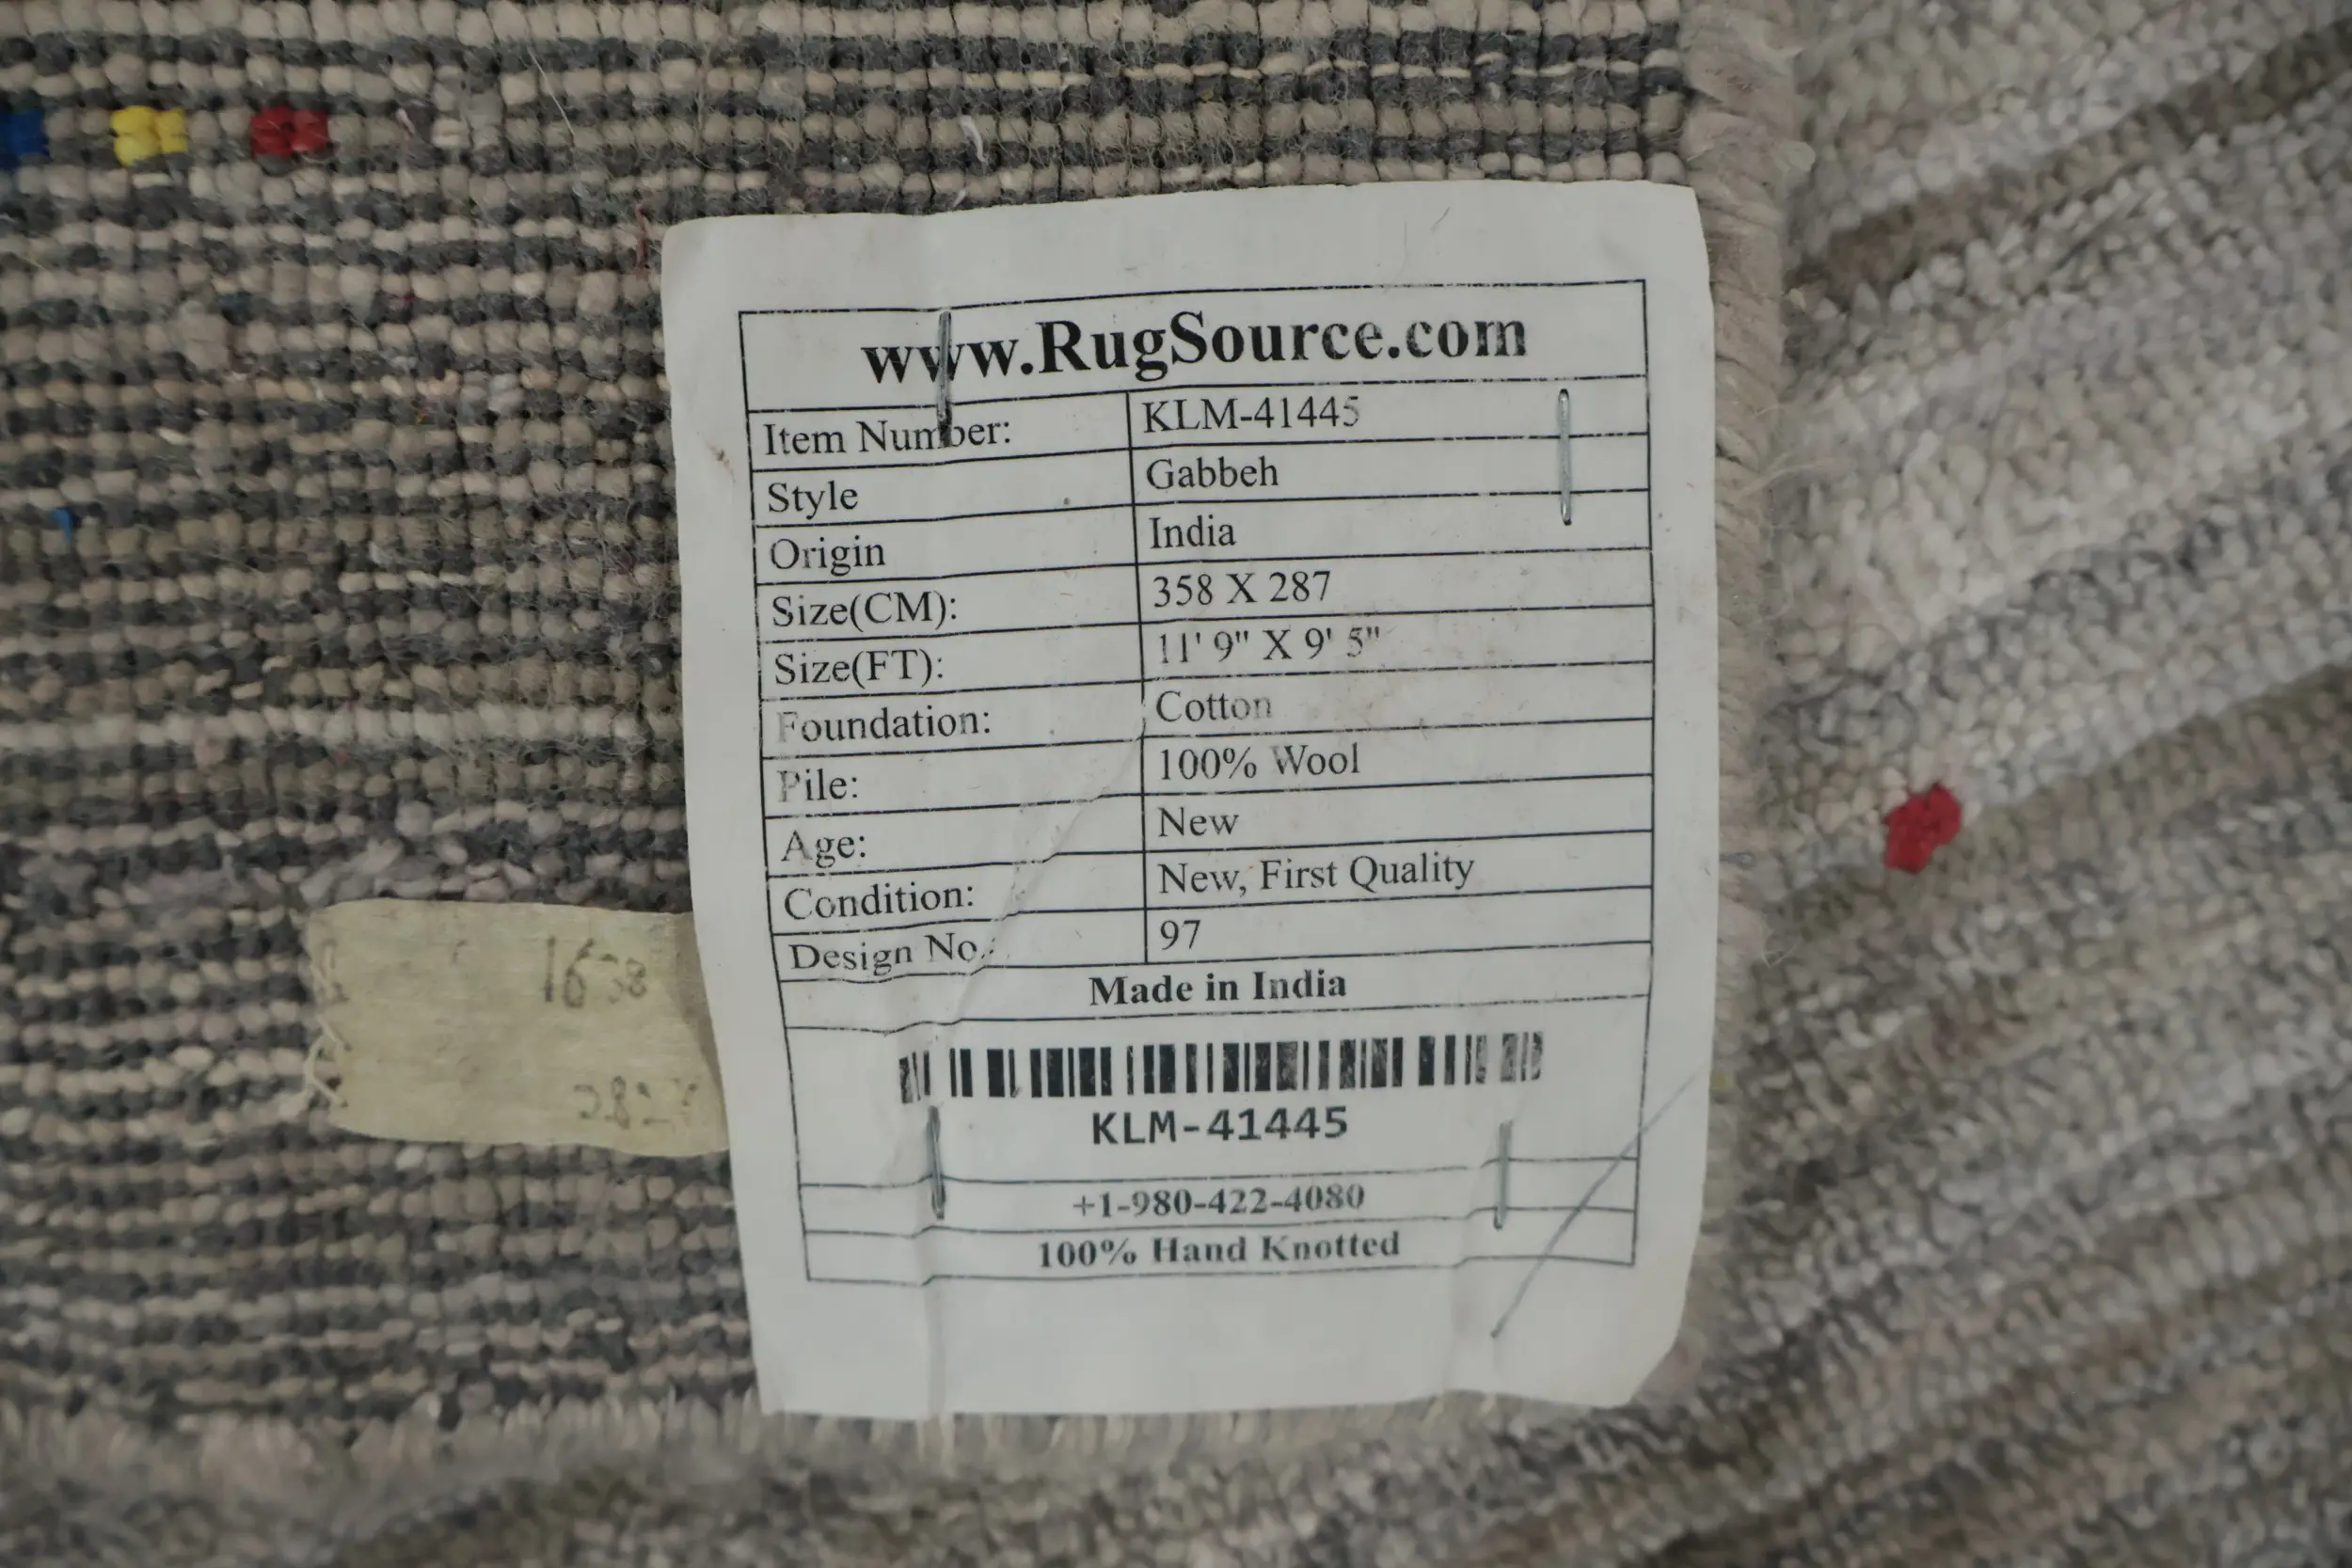 www.RugSource.com
Item Number: KLM-41445
Style Gabbeh
Origin India
Size(CM): 358 X 287
Size(FT): 11' 9" X 9' 5"
Foundation: Cotton
Pile: 100% Wool
Age: New
Condition: New, First Quality
Design No.: 97
Made in India
KLM-41445
+1-980-422-4080
100% Hand Knotted